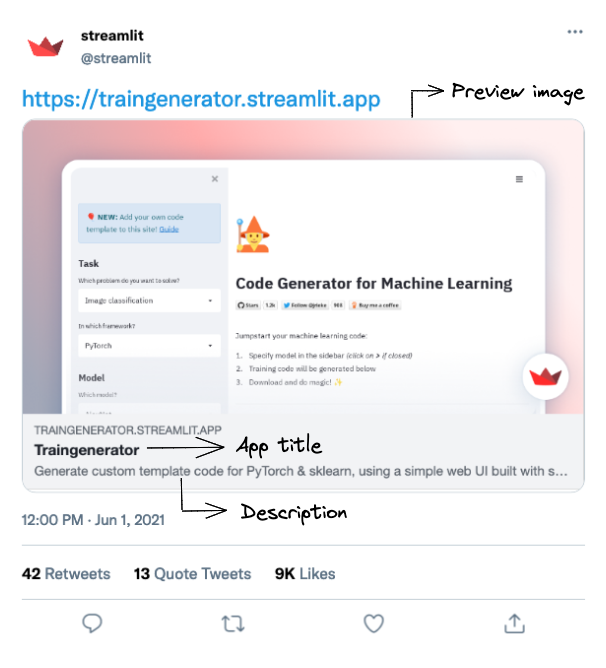 streamlit
@streamlit
https://traingenerator.streamlit.app
Preview image
NEW: Add your own code
template to this site! Guide
Task
Which problem do you want to solve?
Image classification
In which framework?
PyTorch
Model
Which model?
Code Generator for Machine Learning
Stars 1.2k Follow @jrieke 968 Buy me a coffee
Jumpstart your machine learning code:
1. Specify model in the sidebar (click on > if closed)
2. Training code will be generated below
3. Download and do magic! ✨
TRAINGENERATOR.STREAMLIT.APP
Traingenerator
App title
Generate custom template code for PyTorch & sklearn, using a simple web UI built with s...
Description
12:00 PM · Jun 1, 2021
42 Retweets 13 Quote Tweets 9K Likes